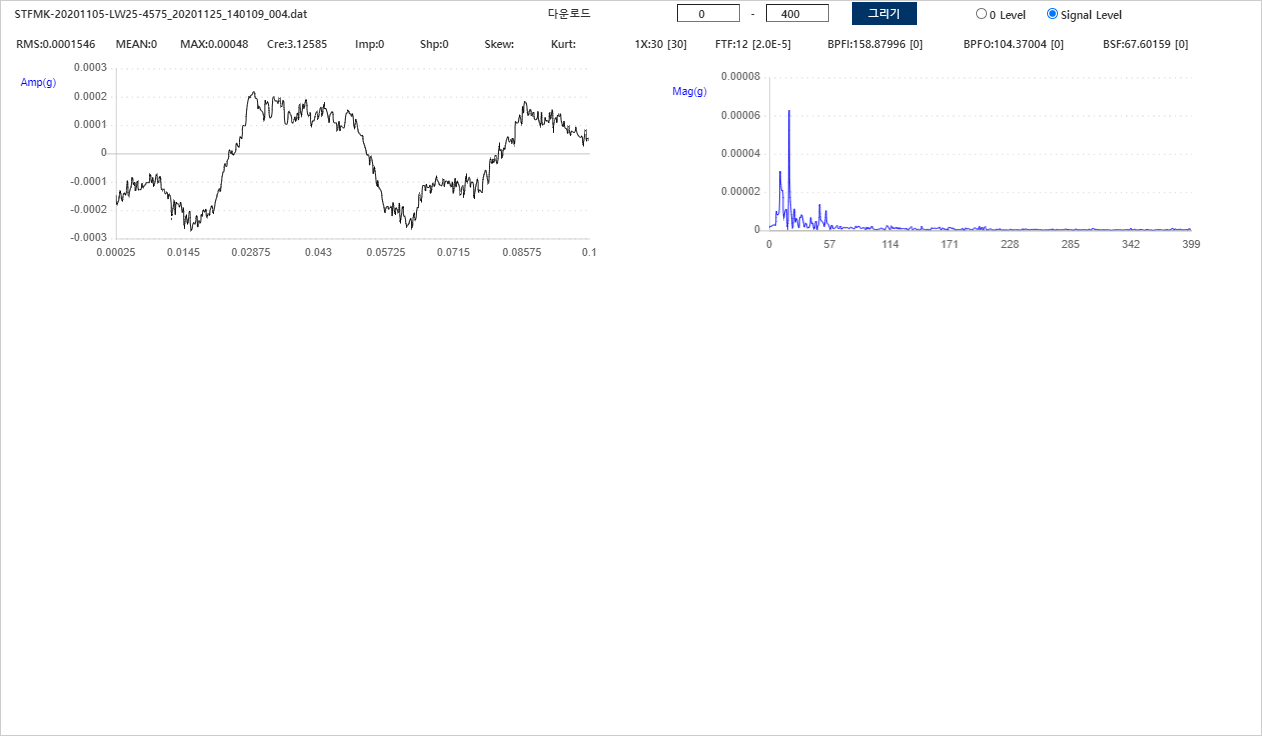 STFMK-20201105-LW25-4575_20201125_140109_004.dat 다운로드 0 - 400 그리기 0 Level Signal Level
RMS:0.0001546 MEAN:0 MAX:0.00048 Cre:3.12585 Imp:0 Shp:0 Skew: Kurt: 1X:30 [30] FTF:12 [2.0E-5] BPFI:158.87996 [0] BPFO:104.37004 [0] BSF:67.60159 [0]
Amp(g)
0.0003
0.0002
0.0001
0
-0.0001
-0.0002
-0.0003
0.00025 0.0145 0.02875 0.043 0.05725 0.0715 0.08575 0.1
Mag(g)
0.00008
0.00006
0.00004
0.00002
0
0 57 114 171 228 285 342 399